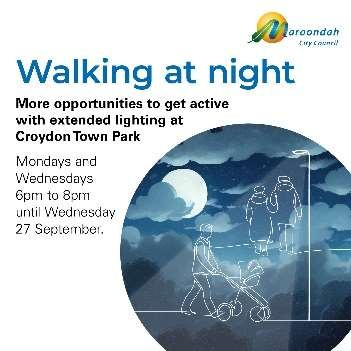 Maroondah
City Council
Walking at night
More opportunities to get active
with extended lighting at
Croydon Town Park
Mondays and
Wednesdays
6pm to 8pm
until Wednesday
27 September.